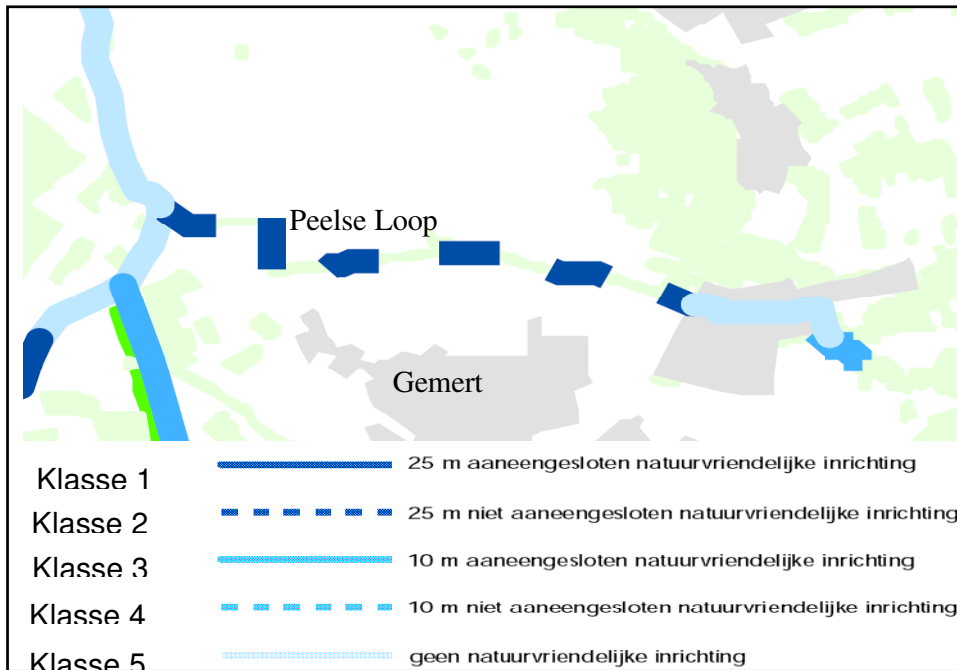 Peelse Loop
Gemert
Klasse 1 25 m aaneengesloten natuurvriendelijke inrichting
Klasse 2 25 m niet aaneengesloten natuurvriendelijke inrichting
Klasse 3 10 m aaneengesloten natuurvriendelijke inrichting
Klasse 4 10 m niet aaneengesloten natuurvriendelijke inrichting
Klasse 5 geen natuurvriendelijke inrichting